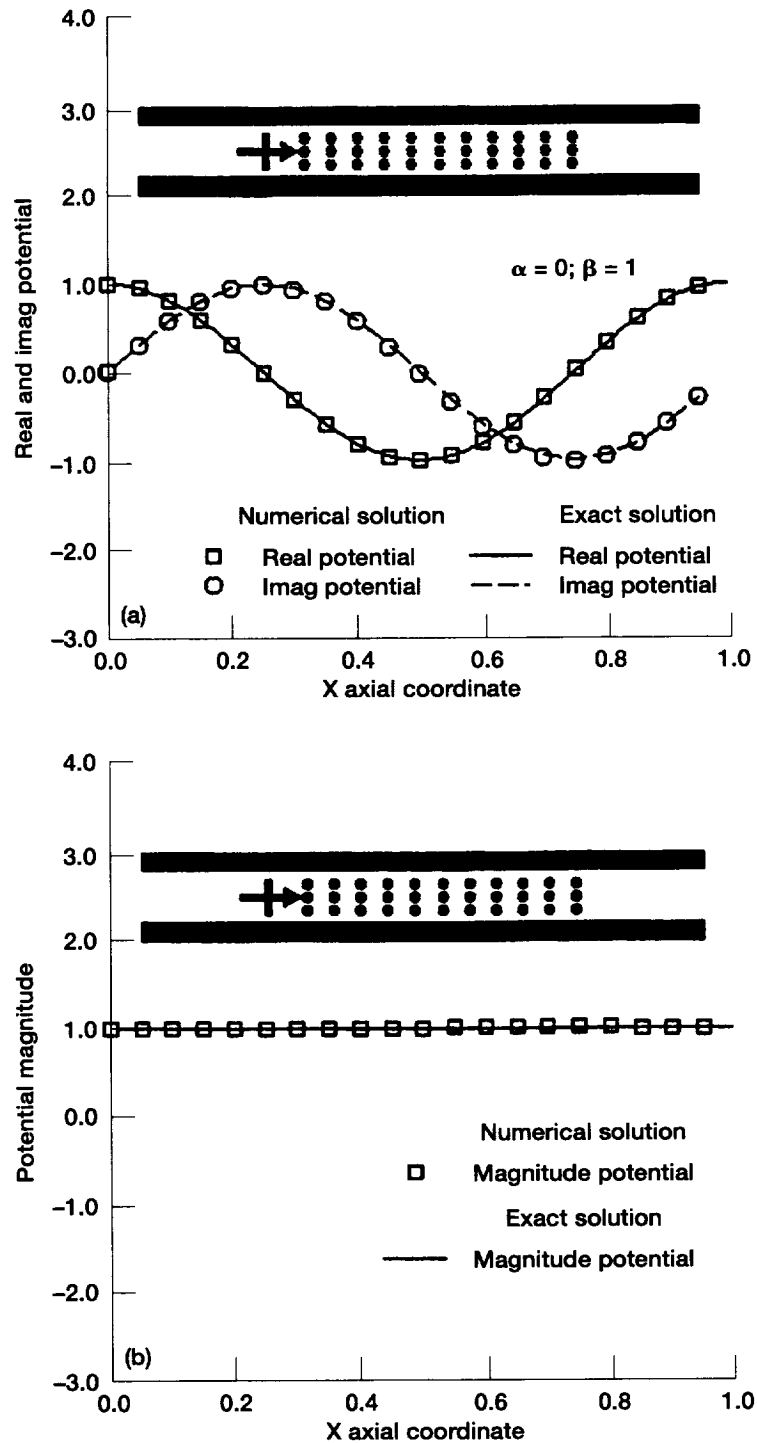 4.0
3.0
2.0
α = 0; β = 1
1.0
0.0
−1.0
Real and imag potential
Numerical solution Exact solution
−2.0
Real potential Real potential
Imag potential Imag potential
(a)
−3.0
0.0 0.2 0.4 0.6 0.8 1.0
X axial coordinate
4.0
3.0
2.0
1.0
0.0
Potential magnitude
Numerical solution
Magnitude potential
−1.0
Exact solution
Magnitude potential
−2.0
(b)
−3.0
0.0 0.2 0.4 0.6 0.8 1.0
X axial coordinate